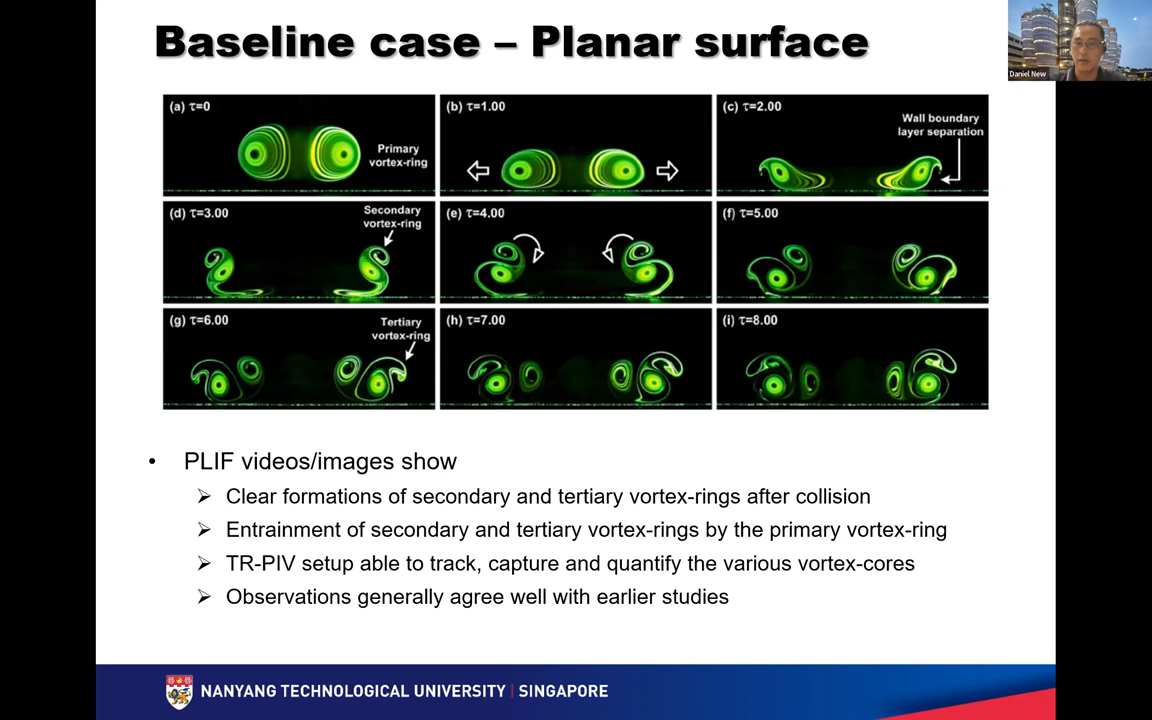 Baseline case – Planar surface
Daniel New
(a) τ=0
Primary
vortex-ring
(b) τ=1.00
(c) τ=2.00
Wall boundary
layer separation
(d) τ=3.00
Secondary
vortex-ring
(e) τ=4.00
(f) τ=5.00
(g) τ=6.00
Tertiary
vortex-ring
(h) τ=7.00
(i) τ=8.00
• PLIF videos/images show
➢ Clear formations of secondary and tertiary vortex-rings after collision
➢ Entrainment of secondary and tertiary vortex-rings by the primary vortex-ring
➢ TR-PIV setup able to track, capture and quantify the various vortex-cores
➢ Observations generally agree well with earlier studies
NANYANG TECHNOLOGICAL UNIVERSITY | SINGAPORE